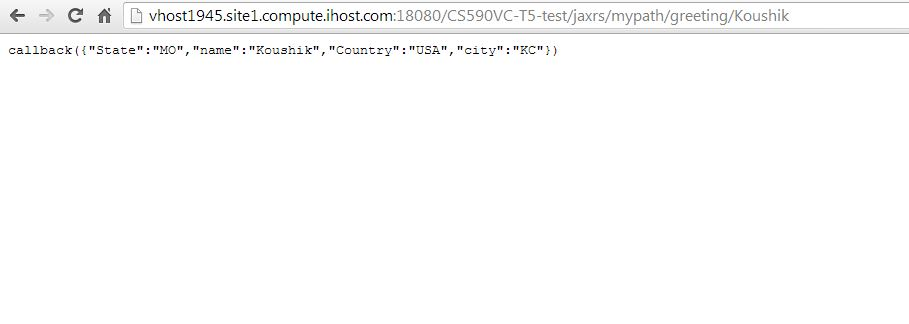 vhost1945.site1.compute.ihost.com:18080/CS590VC-T5-test/jaxrs/mypath/greeting/Koushik
callback({"State":"MO","name":"Koushik","Country":"USA","city":"KC"})